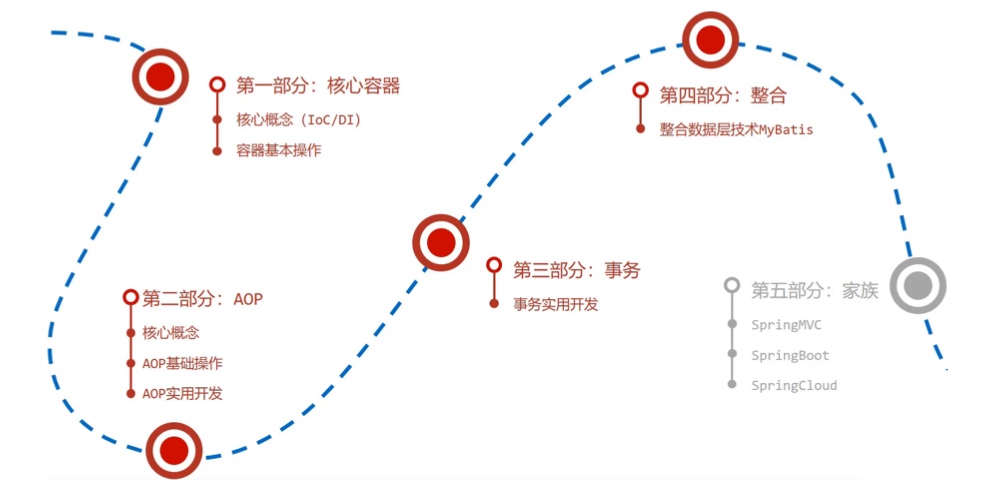 第一部分：核心容器
核心概念（IoC/DI）
容器基本操作
第二部分：AOP
核心概念
AOP基础操作
AOP实用开发
第三部分：事务
事务实用开发
第四部分：整合
整合数据层技术MyBatis
第五部分：家族
SpringMVC
SpringBoot
SpringCloud